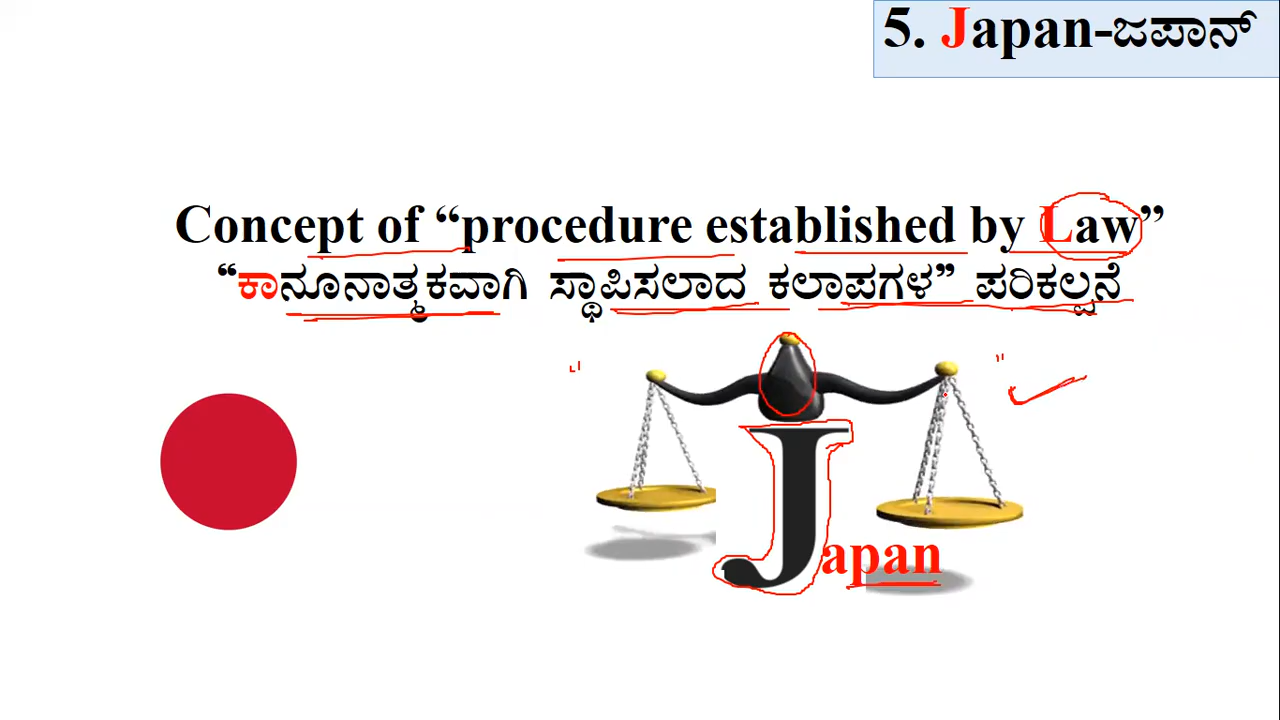 5. Japan-ಜಪಾನ್
Concept of “procedure established by Law”
“ಕಾನೂನಾತ್ಮಕವಾಗಿ ಸ್ಥಾಪಿಸಲಾದ ಕಲಾಪಗಳ” ಪರಿಕಲ್ಪನೆ
Japan